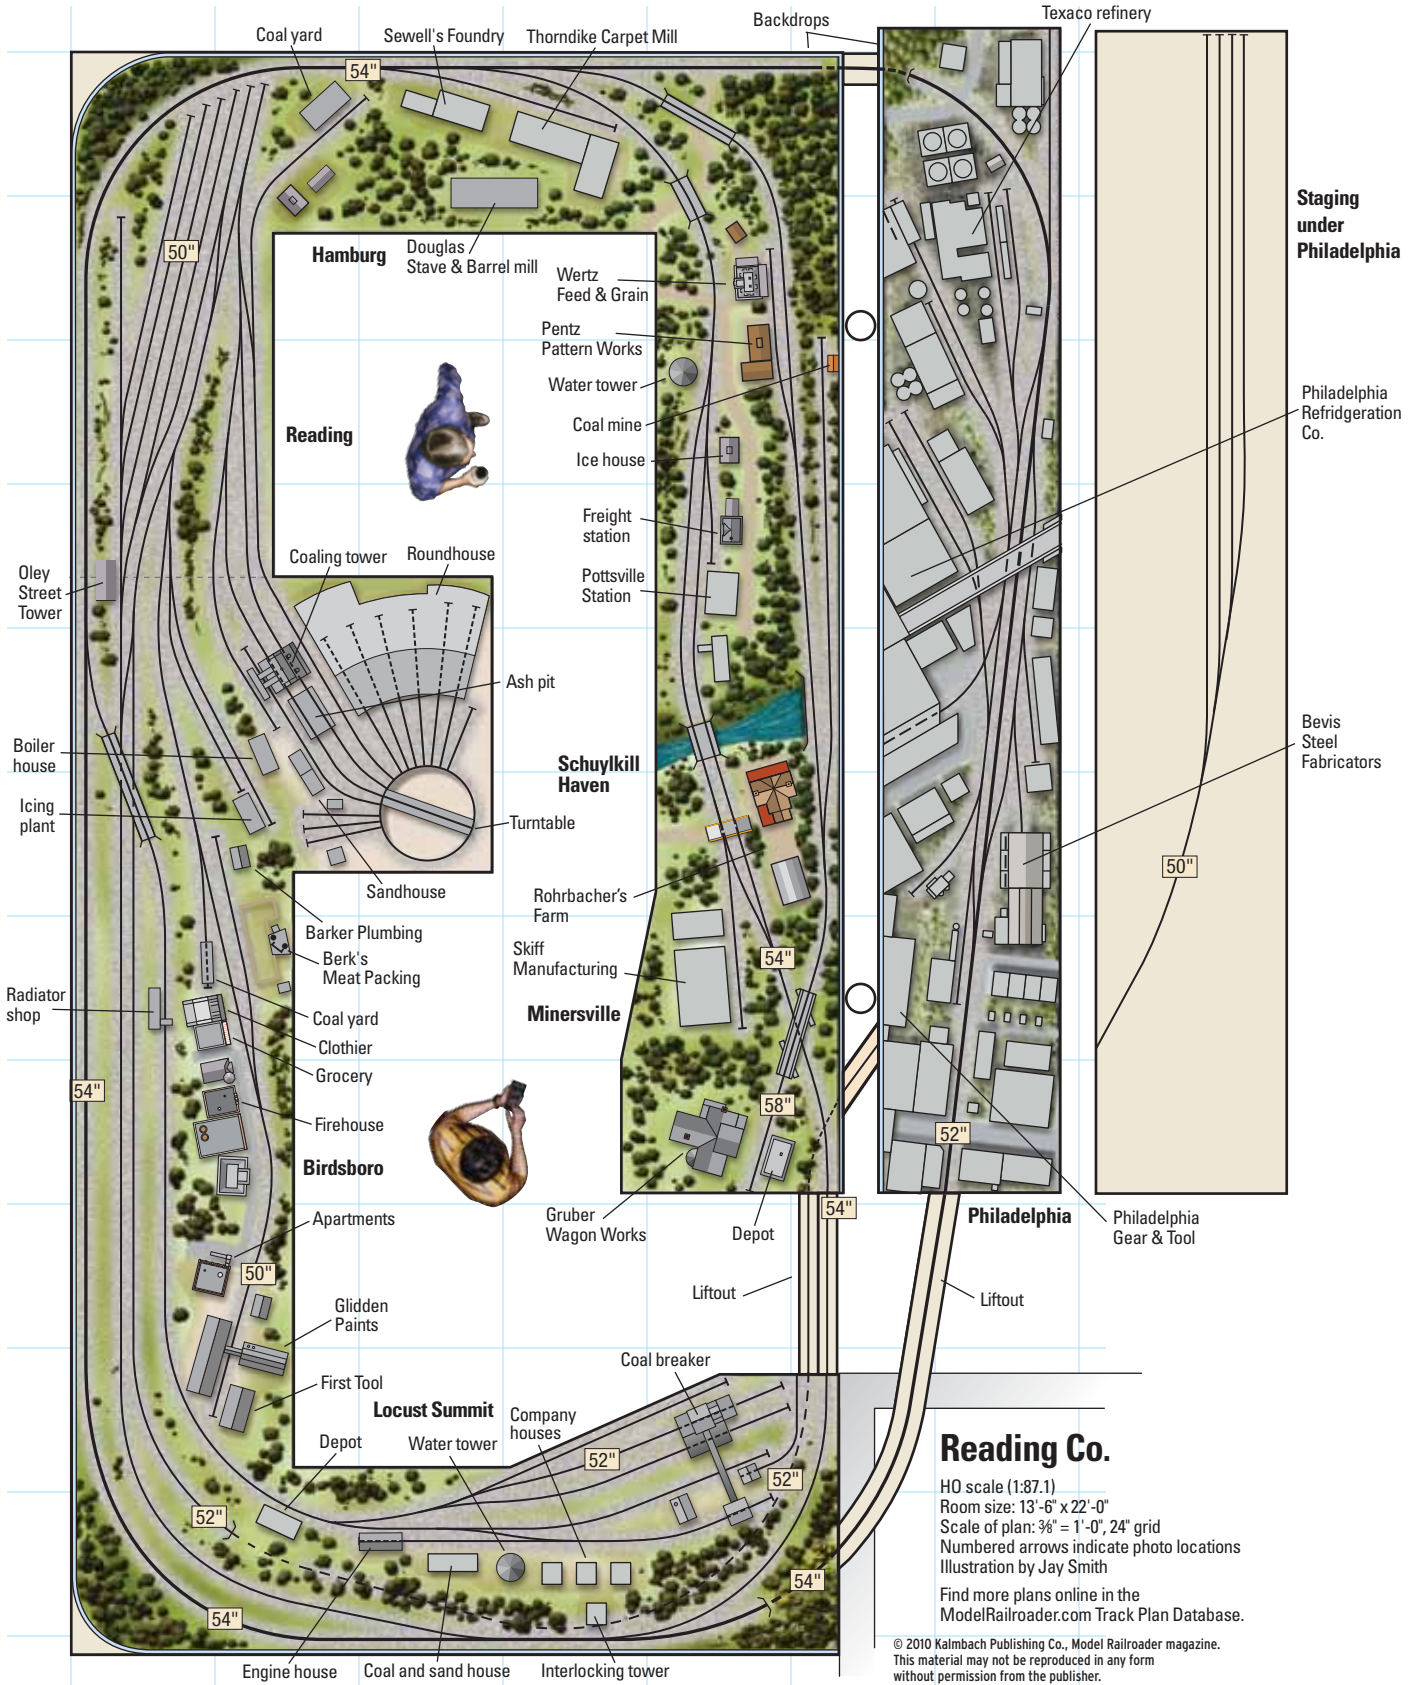 Backdrops
Texaco refinery
Coal yard
Sewell's Foundry
Thorndike Carpet Mill
54"
Staging
under
Philadelphia
50"
Hamburg
Douglas
Stave & Barrel mill
Wertz
Feed & Grain
Pentz
Pattern Works
Water tower
Coal mine
Philadelphia
Refridgeration
Co.
Reading
Ice house
Freight
station
Coaling tower
Roundhouse
Pottsville
Station
Oley
Street
Tower
Ash pit
Boiler
house
Schuylkill
Haven
Bevis
Steel
Fabricators
Icing
plant
Turntable
50"
Sandhouse
Rohrbacher's
Farm
Barker Plumbing
Berk's
Meat Packing
Skiff
Manufacturing
54"
Radiator
shop
Coal yard
Minersville
Clothier
Grocery
54"
58"
Firehouse
52"
Birdsboro
Apartments
Gruber
Wagon Works
Depot
54"
Philadelphia
Philadelphia
Gear & Tool
50"
Liftout
Liftout
Glidden
Paints
Coal breaker
First Tool
Locust Summit
Company
houses
Depot
Water tower
52"
52"
52"
54"
54"
Engine house
Coal and sand house
Interlocking tower
Reading Co.
HO scale (1:87.1)
Room size: 13'-6" x 22'-0"
Scale of plan: ⅜" = 1'-0", 24" grid
Numbered arrows indicate photo locations
Illustration by Jay Smith
Find more plans online in the
ModelRailroader.com Track Plan Database.
© 2010 Kalmbach Publishing Co., Model Railroader magazine.
This material may not be reproduced in any form
without permission from the publisher.